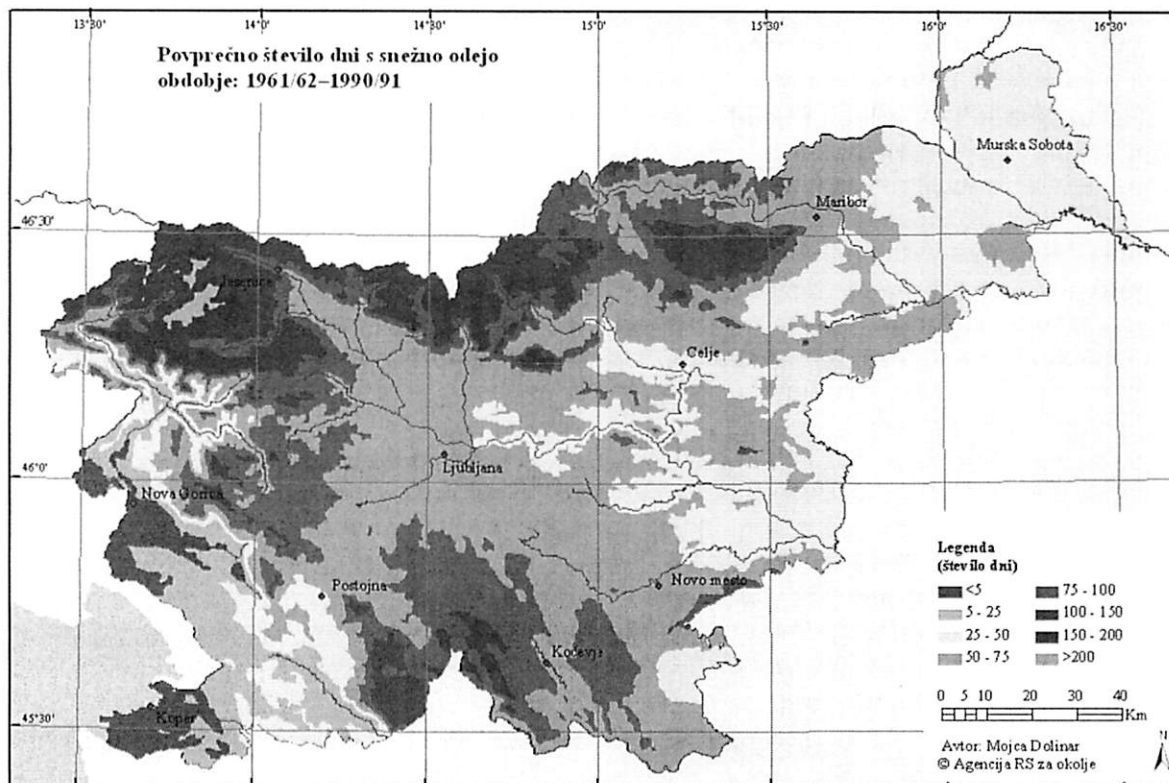 13°30' 14°0' 14°30' 15°0' 15°30' 16°0' 16°30'
Povprečno število dni s snežno odejo
obdobje: 1961/62–1990/91
Murska Sobota
Maribor
46°30'
Jesenice
Celje
Ljubljana
46°0'
Nova Gorica
Postojna
Novo mesto
Kočevje
Koper
45°30'
Legenda
(število dni)
<5 75 - 100
5 - 25 100 - 150
25 - 50 150 - 200
50 - 75 >200
0 5 10 20 30 40
Km
N
Avtor: Mojca Dolinar
© Agencija RS za okolje